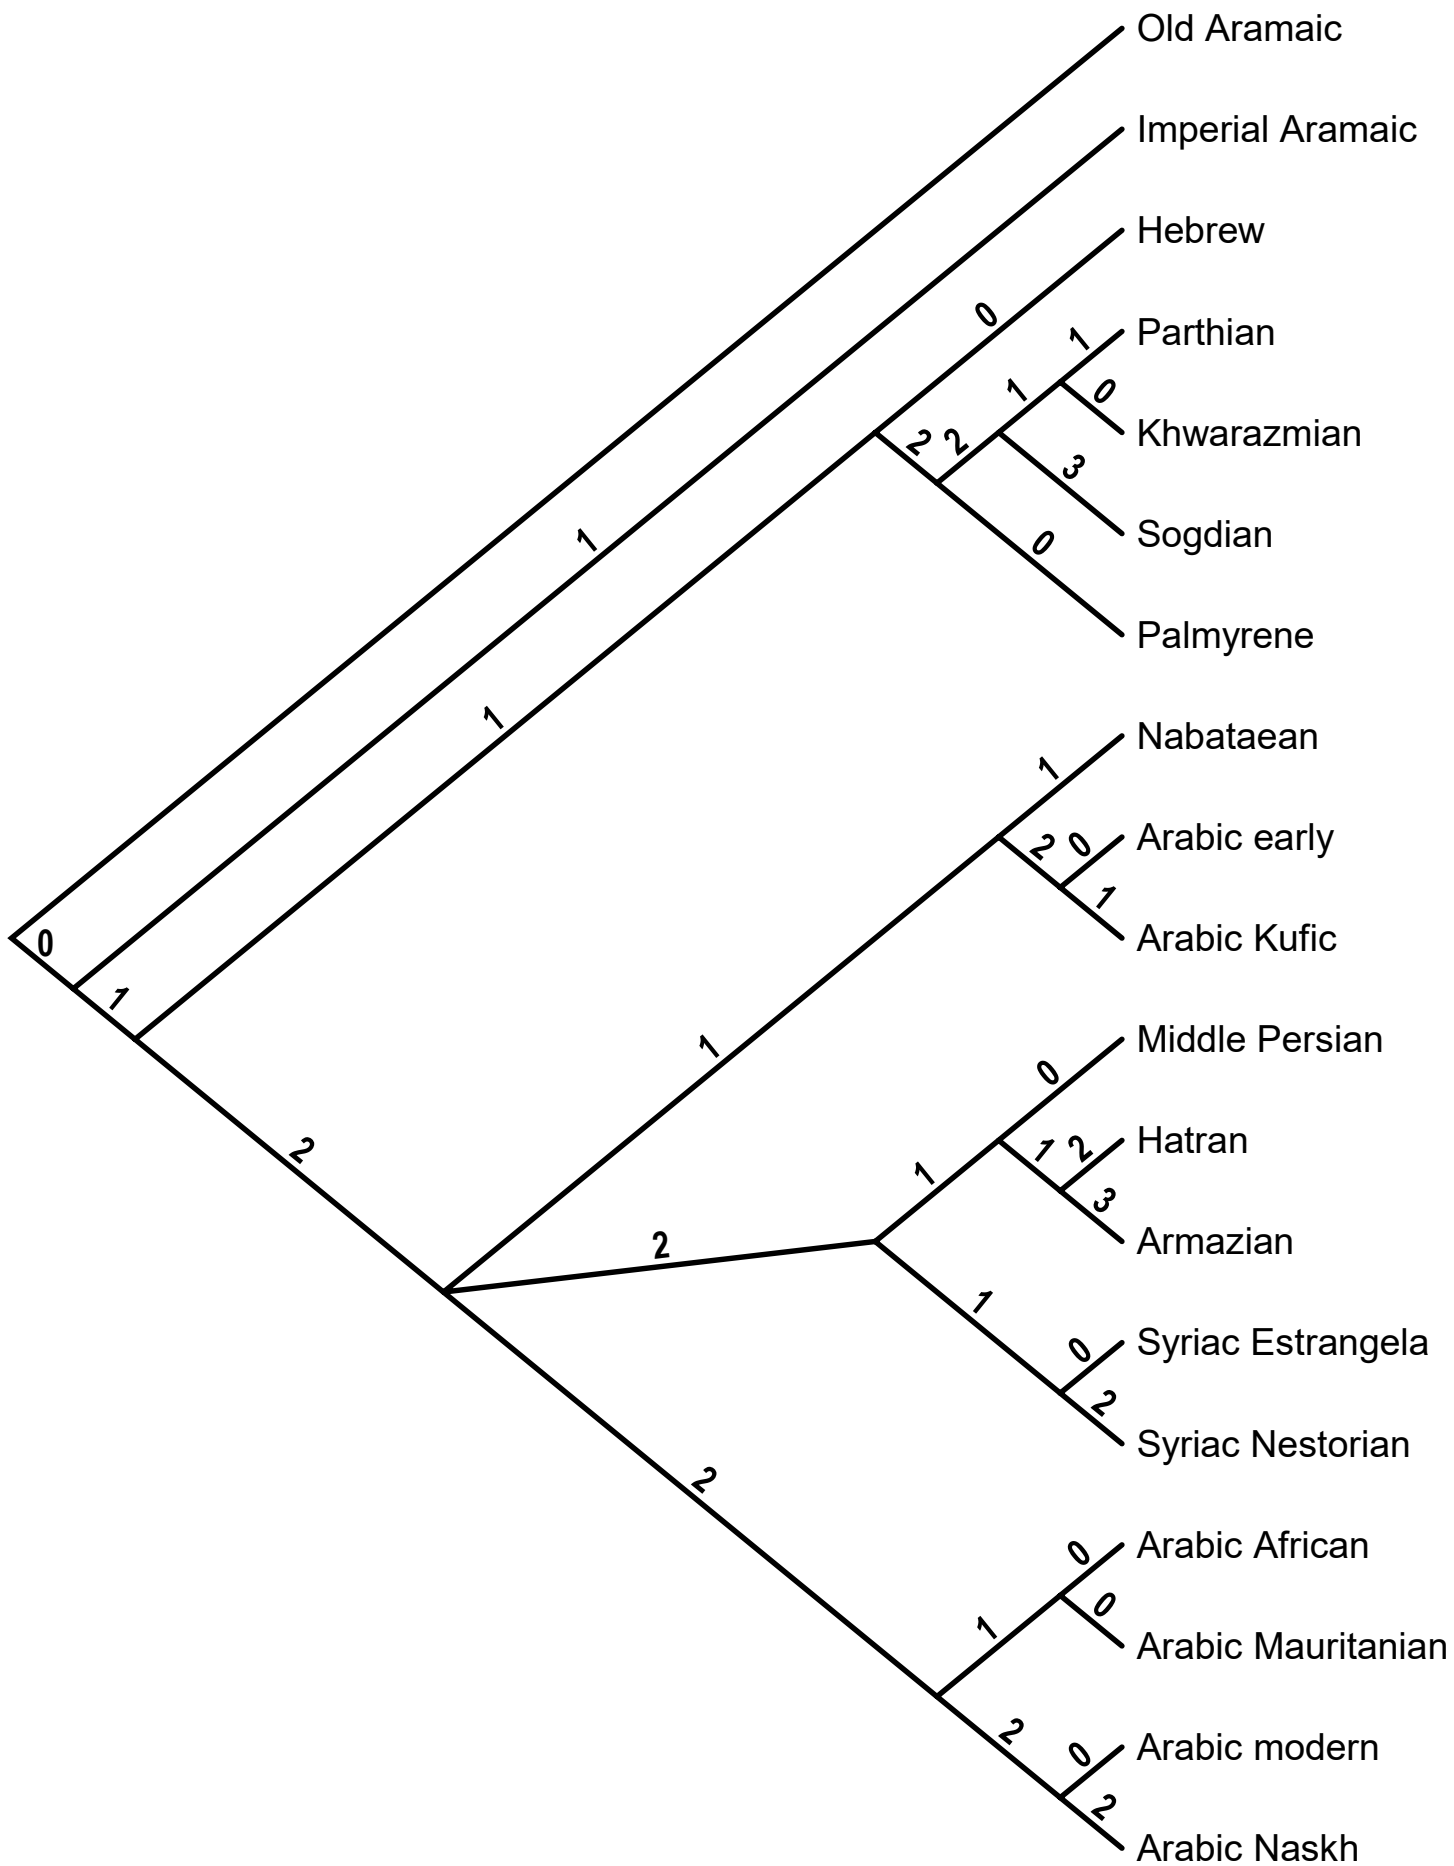 Old Aramaic
Imperial Aramaic
Hebrew
0
Parthian
1
1
0
Khwarazmian
2
2
3
Sogdian
0
1
Palmyrene
1
Nabataean
1
Arabic early
2
0
1
Arabic Kufic
0
1
Middle Persian
1
0
Hatran
1
2
2
1
3
Armazian
2
1
Syriac Estrangela
0
2
Syriac Nestorian
2
Arabic African
0
0
1
Arabic Mauritanian
2
Arabic modern
0
2
Arabic Naskh